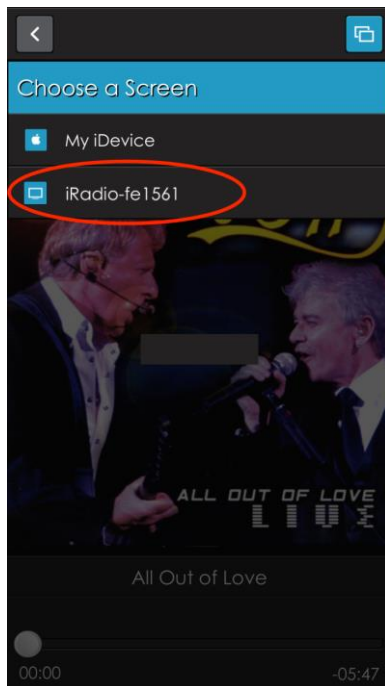 Choose a Screen
My iDevice
iRadio-fe1561
ALL OUT OF LOVE
LIVE
All Out of Love
00:00
-05:47